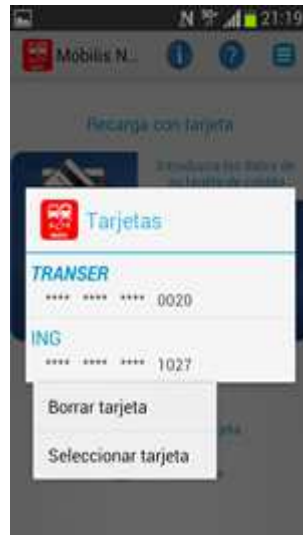 N 21:19
Mobilis N...
Recarga con tarjeta
Tarjetas
TRANSER
**** **** **** 0020
ING
**** **** **** 1027
Borrar tarjeta
Seleccionar tarjeta